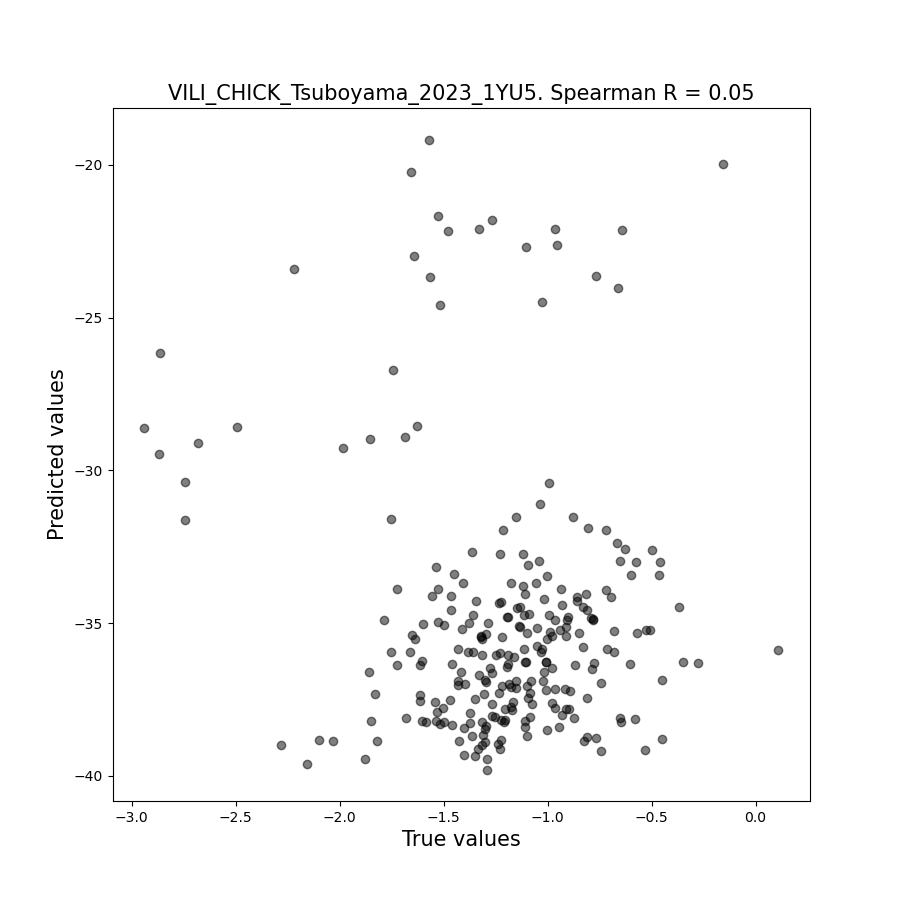 VILI_CHICK_Tsuboyama_2023_1YU5. Spearman R = 0.05
Predicted values
−20
−25
−30
−35
−40
−3.0 −2.5 −2.0 −1.5 −1.0 −0.5 0.0
True values